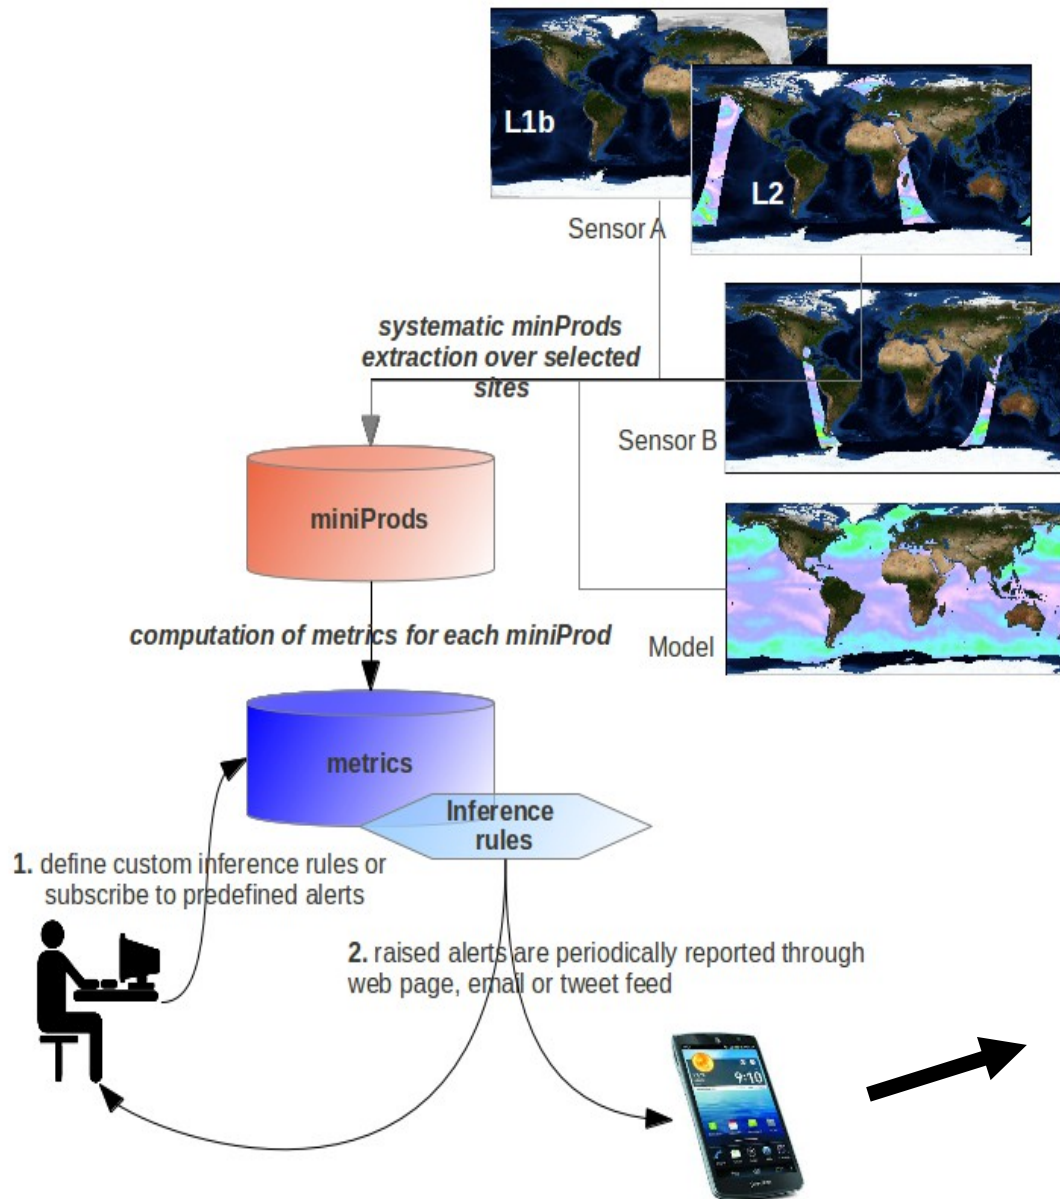 L1b
L2
Sensor A
systematic minProds
extraction over selected
sites
Sensor B
miniProds
computation of metrics for each miniProd
Model
metrics
Inference
rules
1. define custom inference rules or
subscribe to predefined alerts
2. raised alerts are periodically reported through
web page, email or tweet feed
9:10